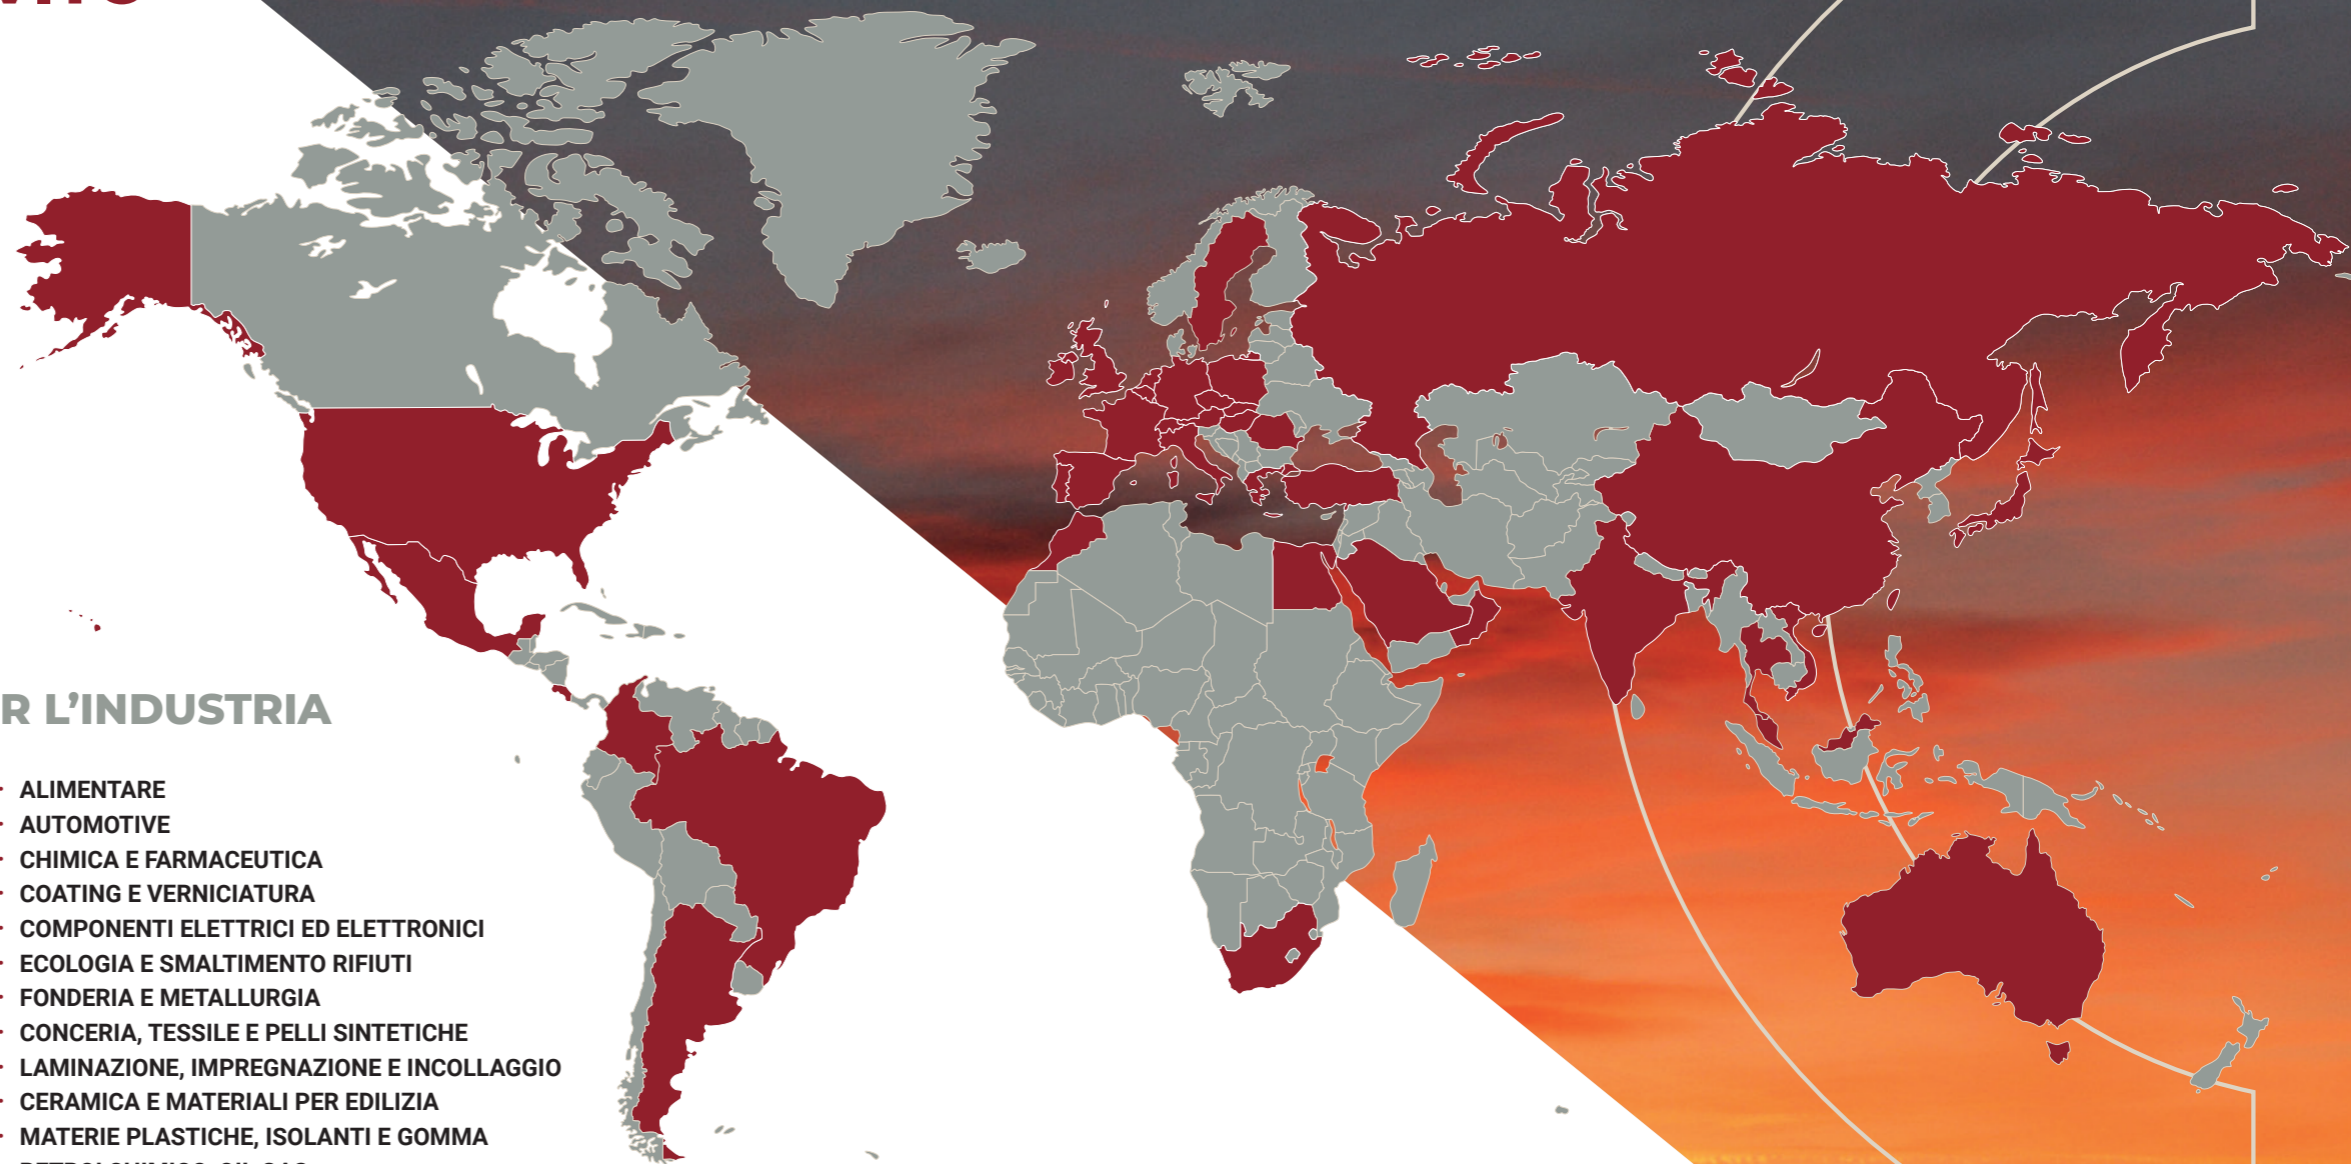 R L’INDUSTRIA
• ALIMENTARE
• AUTOMOTIVE
• CHIMICA E FARMACEUTICA
• COATING E VERNICIATURA
• COMPONENTI ELETTRICI ED ELETTRONICI
• ECOLOGIA E SMALTIMENTO RIFIUTI
• FONDERIA E METALLURGIA
• CONCERIA, TESSILE E PELLI SINTETICHE
• LAMINAZIONE, IMPREGNAZIONE E INCOLLAGGIO
• CERAMICA E MATERIALI PER EDILIZIA
• MATERIE PLASTICHE, ISOLANTI E GOMMA